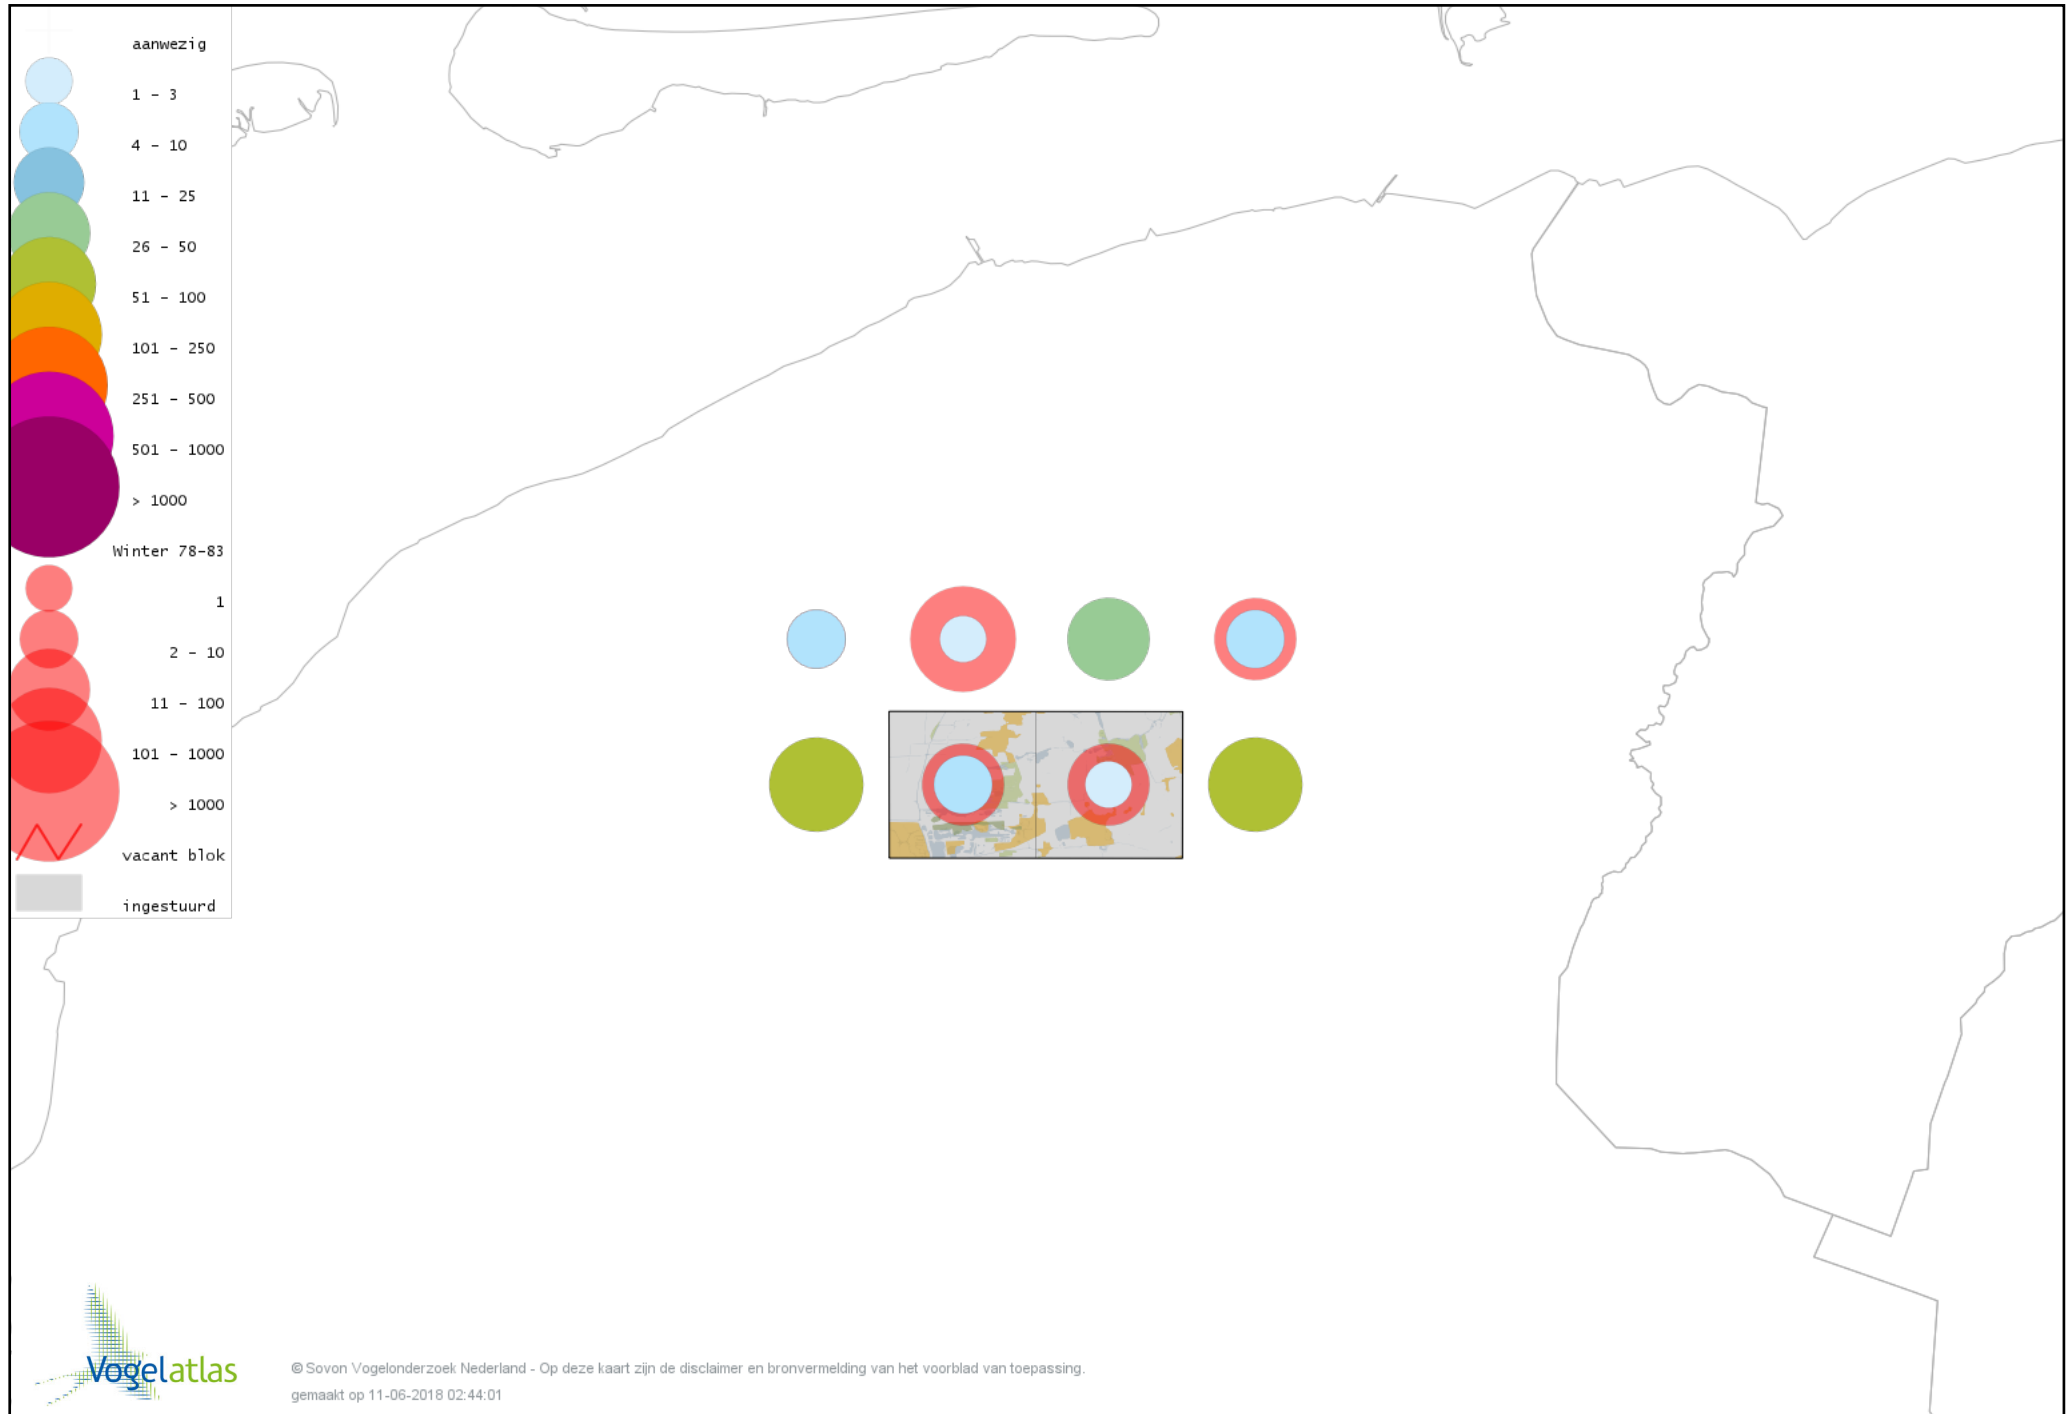 aanwezig
1 - 3
4 - 10
11 - 25
26 - 50
51 - 100
101 - 250
251 - 500
501 - 1000
> 1000
Winter 78-83
1
2 - 10
11 - 100
101 - 1000
> 1000
vacant blok
ingestuurd
Vogelatlas
© Sovon Vogelonderzoek Nederland - Op deze kaart zijn de disclaimer en bronvermelding van het voorblad van toepassing.
gemaakt op 11-06-2018 02:44:01